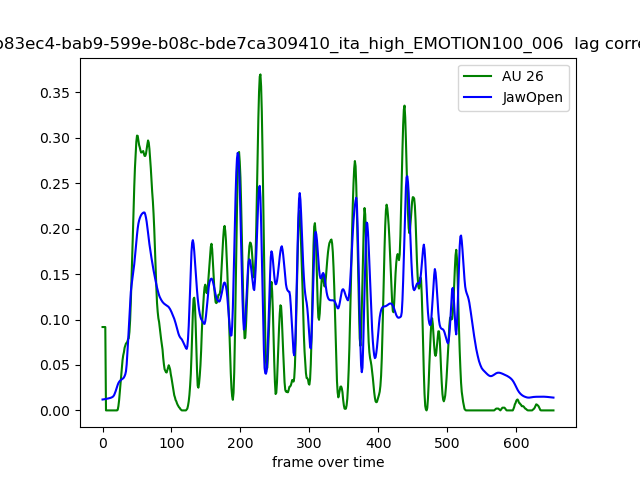 b83ec4-bab9-599e-b08c-bde7ca309410_ita_high_EMOTION100_006 lag corre
AU 26
JawOpen
0.35
0.30
0.25
0.20
0.15
0.10
0.05
0.00
0 100 200 300 400 500 600
frame over time